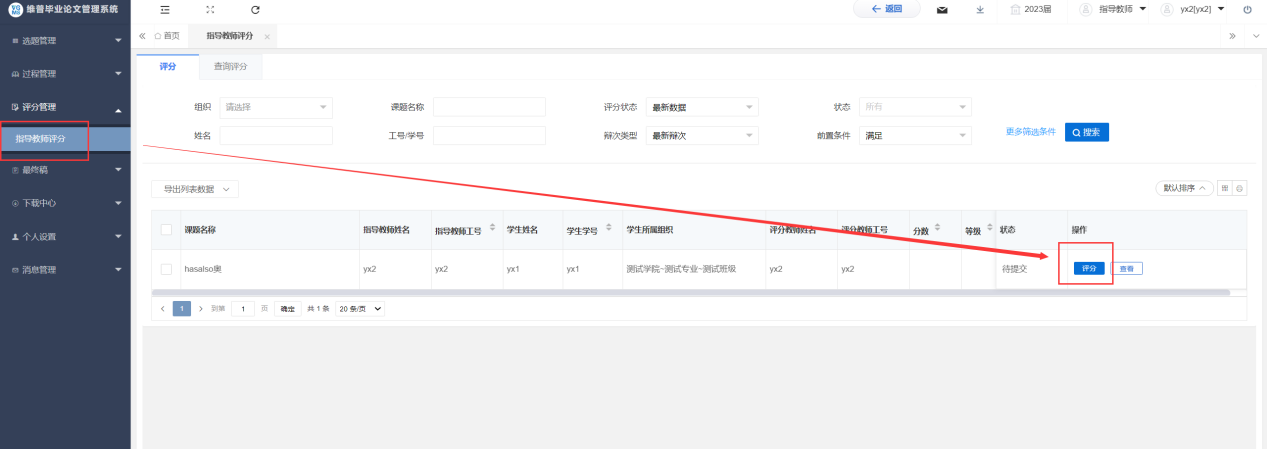 维普毕业论文管理系统
返回 2023届 指导教师 yx2[yx2]
选题管理
过程管理
评分管理
指导教师评分
最终稿
下载中心
个人设置
消息管理
首页 指导教师评分
评分 查询评分
组织 请选择 课题名称 评分状态 最新数据 状态 所有
姓名 工号/学号 辩次类型 最新辩次 前置条件 满足 更多筛选条件 搜索
导出列表数据 默认排序
课题名称 指导教师姓名 指导教师工号 学生姓名 学生学号 学生所属组织 评分教师姓名 评分教师工号 分数 等级 状态 操作
hasalso奥 yx2 yx2 yx1 yx1 测试学院~测试专业~测试班级 yx2 yx2 待提交 评分 查看
1 到第 1 页 确定 共 1 条 20 条/页